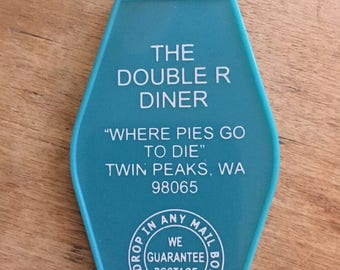 THE
DOUBLE R
DINER
“WHERE PIES GO
TO DIE”
TWIN PEAKS, WA
98065
DROP IN ANY MAIL BO
WE
GUARANTEE
POSTAGE